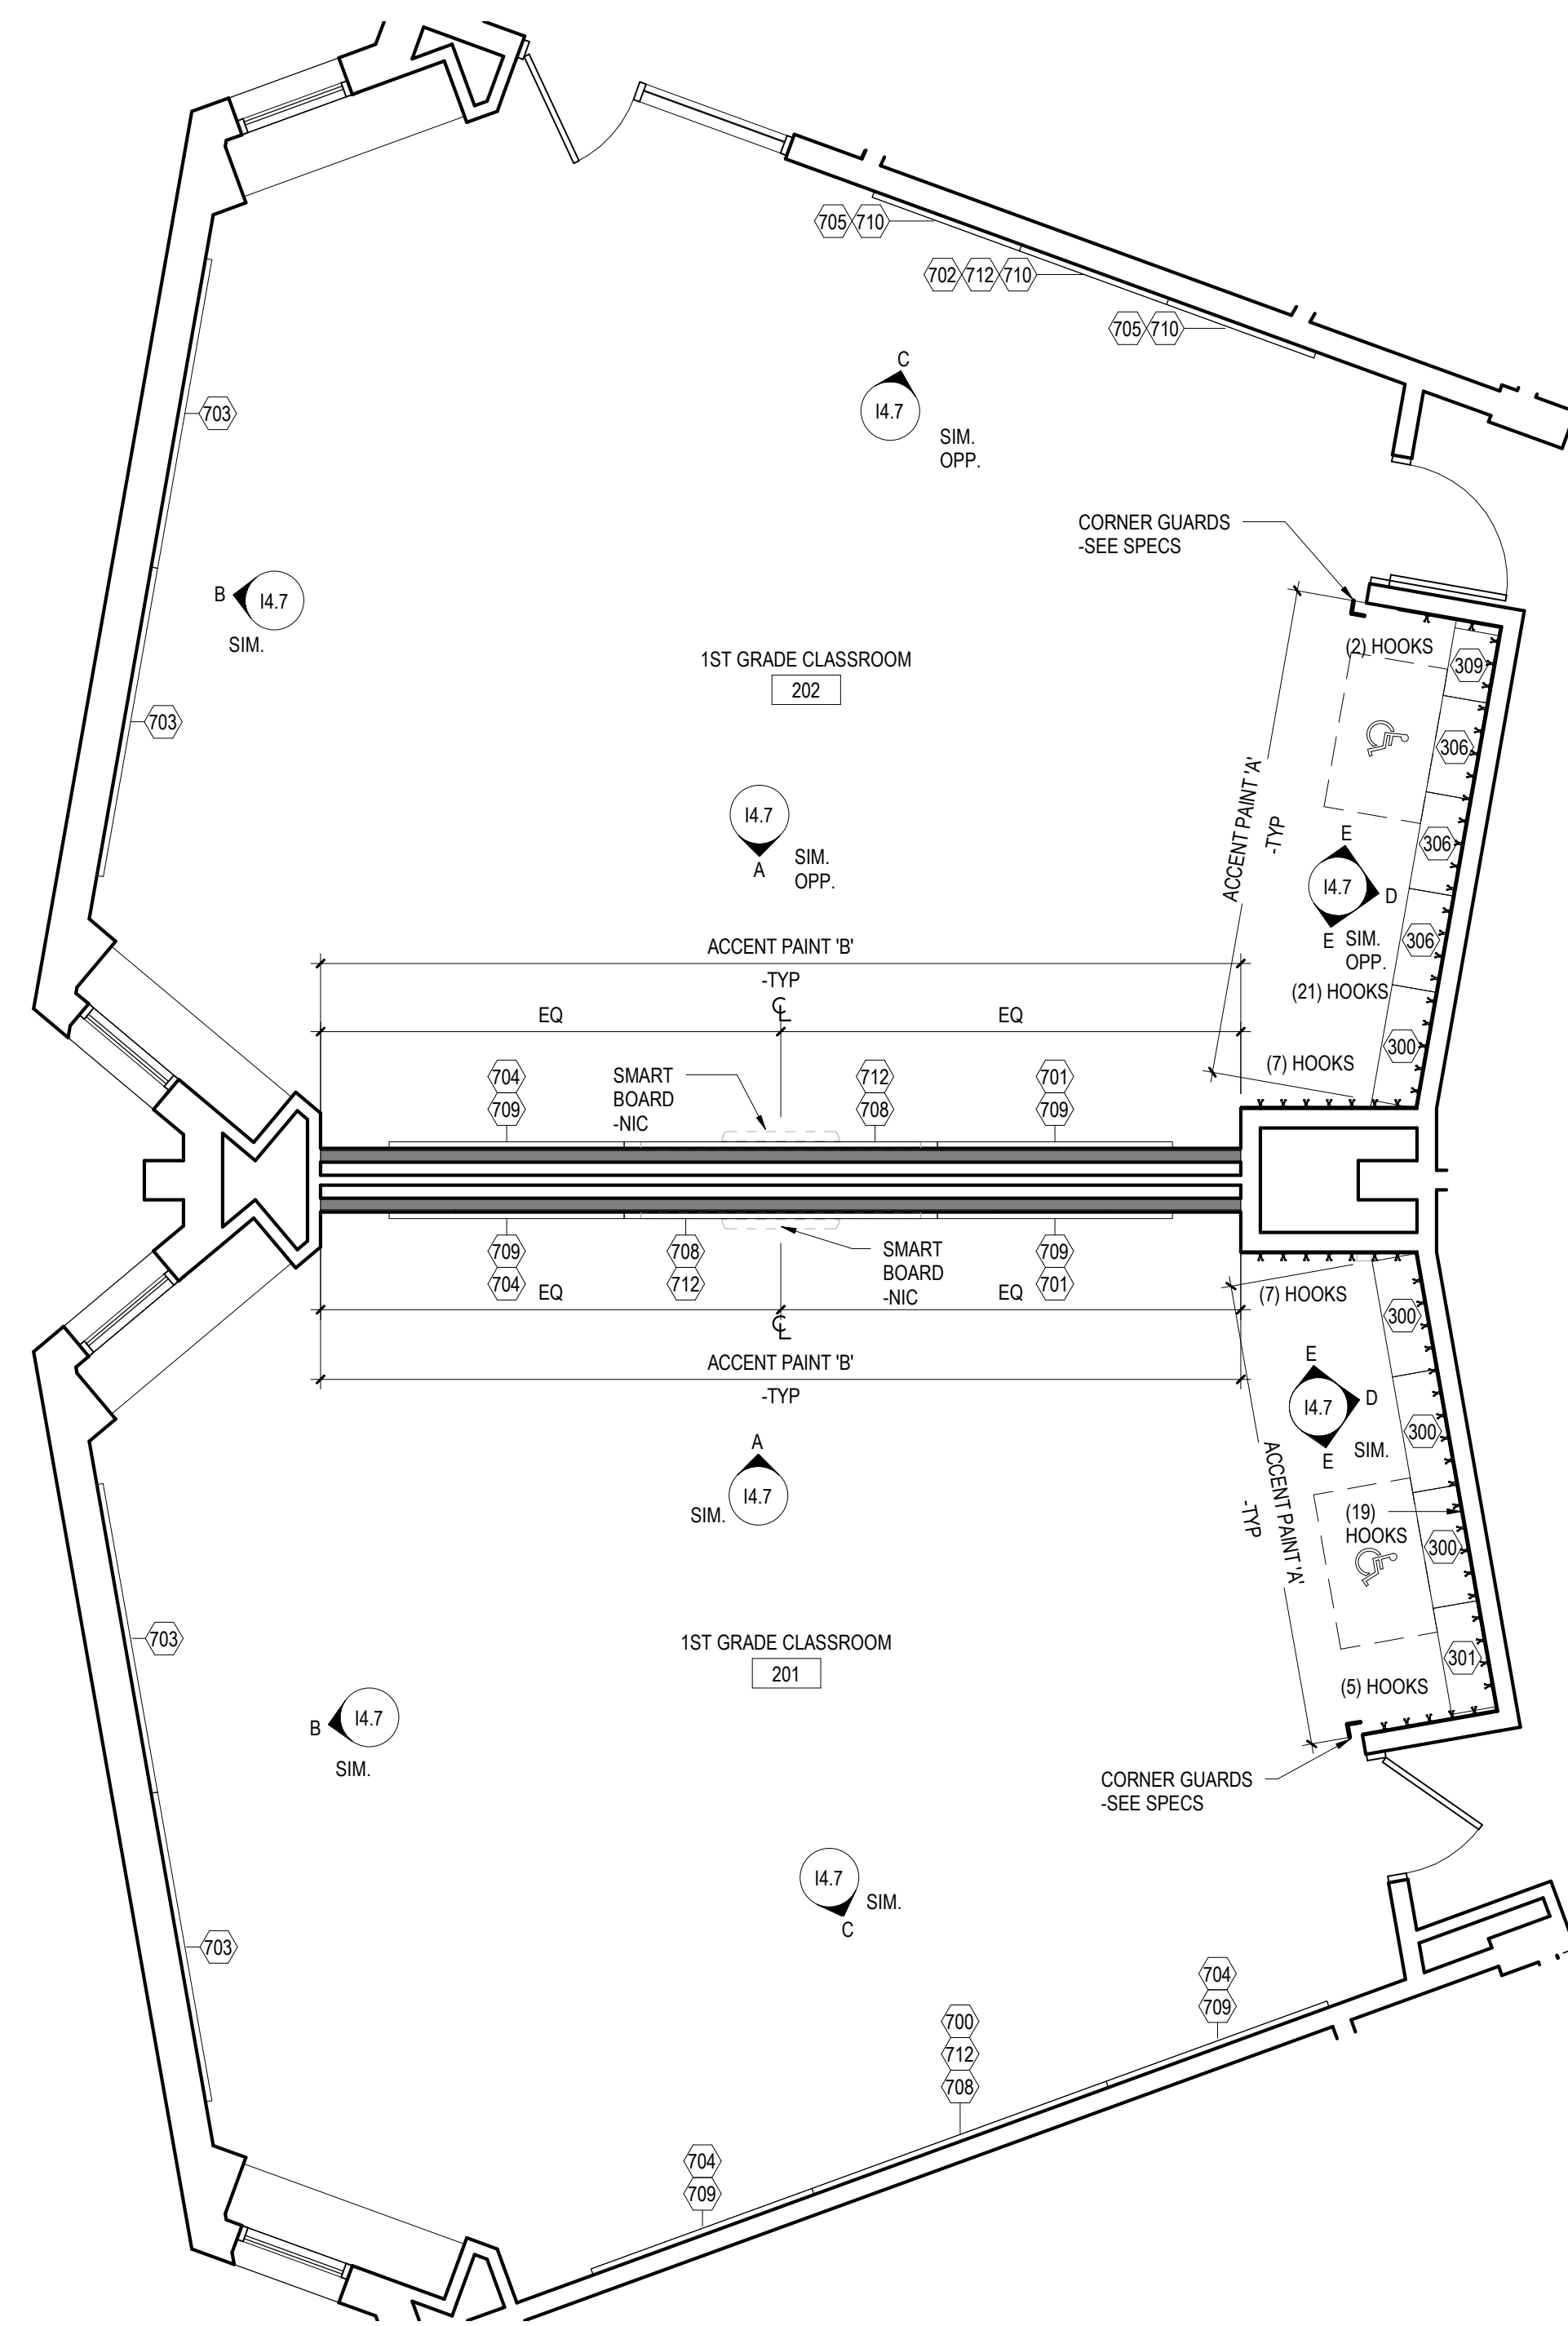 705 710
702 712 710
705 710
C
I4.7
SIM.
OPP.
703
CORNER GUARDS
-SEE SPECS
B
I4.7
SIM.
1ST GRADE CLASSROOM
202
(2) HOOKS
309
703
306
ACCENT PAINT 'A'
-TYP
I4.7
A
SIM.
OPP.
306
E
I4.7
D
E
SIM.
OPP.
306
ACCENT PAINT 'B'
-TYP
(21) HOOKS
EQ
CL
EQ
300
(7) HOOKS
704
709
SMART
BOARD
-NIC
712
708
701
709
709
704
708
712
SMART
BOARD
-NIC
709
701
EQ
EQ
CL
(7) HOOKS
300
ACCENT PAINT 'B'
-TYP
E
I4.7
D
E
SIM.
300
A
I4.7
SIM.
ACCENT PAINT 'A'
-TYP
(19)
HOOKS
300
703
1ST GRADE CLASSROOM
201
301
(5) HOOKS
B
I4.7
SIM.
CORNER GUARDS
-SEE SPECS
I4.7
C
SIM.
703
704
709
700
712
708
704
709